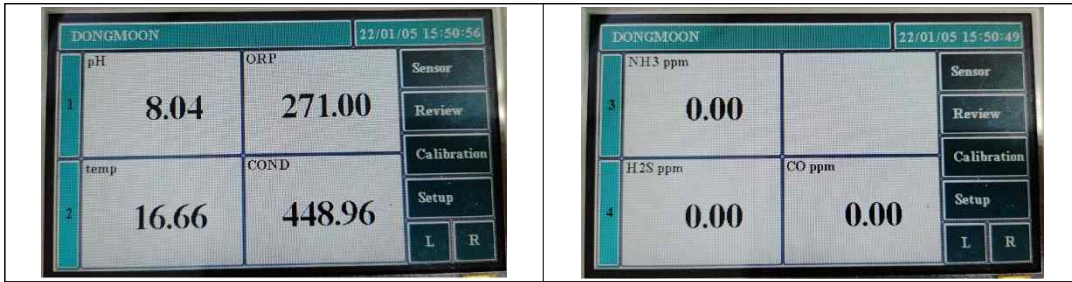 DONGMOON 22/01/05 15:50:56
pH ORP Sensor
1 8.04 271.00 Review
temp COND Calibration
2 16.66 448.96 Setup
L R
DONGMOON 22/01/05 15:50:49
NH3 ppm Sensor
3 0.00 Review
H2S ppm CO ppm Calibration
4 0.00 0.00 Setup
L R